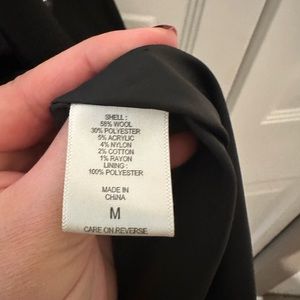 SHELL :
58% WOOL
30% POLYESTER
5% ACRYLIC
4% NYLON
2% COTTON
1% RAYON
LINING :
100% POLYESTER
MADE IN
CHINA
M
CARE ON REVERSE